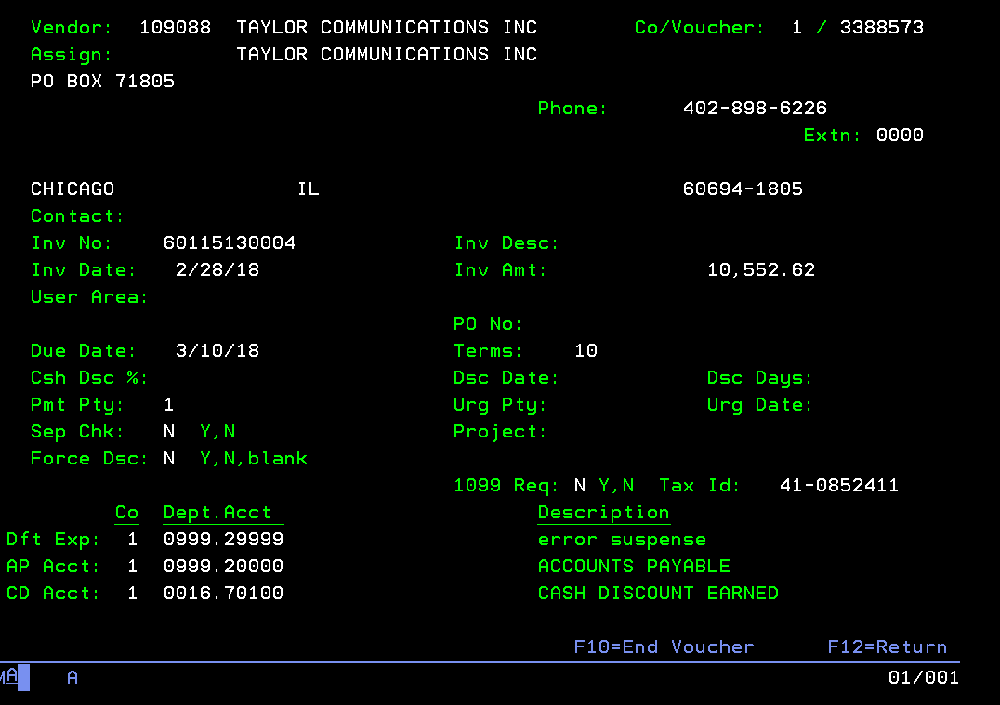 Vendor: 109088 TAYLOR COMMUNICATIONS INC Co/Voucher: 1 / 3388573
Assign: TAYLOR COMMUNICATIONS INC
PO BOX 71805
Phone: 402-898-6226
Extn: 0000
CHICAGO IL 60694-1805
Contact:
Inv No: 60115130004 Inv Desc:
Inv Date: 2/28/18 Inv Amt: 10,552.62
User Area:
PO No:
Due Date: 3/10/18 Terms: 10
Csh Dsc %: Dsc Date: Dsc Days:
Pmt Pty: 1 Urg Pty: Urg Date:
Sep Chk: N Y,N Project:
Force Dsc: N Y,N,blank
1099 Req: N Y,N Tax Id: 41-0852411
Co Dept.Acct Description
Dft Exp: 1 0999.29999 error suspense
AP Acct: 1 0999.20000 ACCOUNTS PAYABLE
CD Acct: 1 0016.70100 CASH DISCOUNT EARNED
F10=End Voucher F12=Return
MA A 01/001